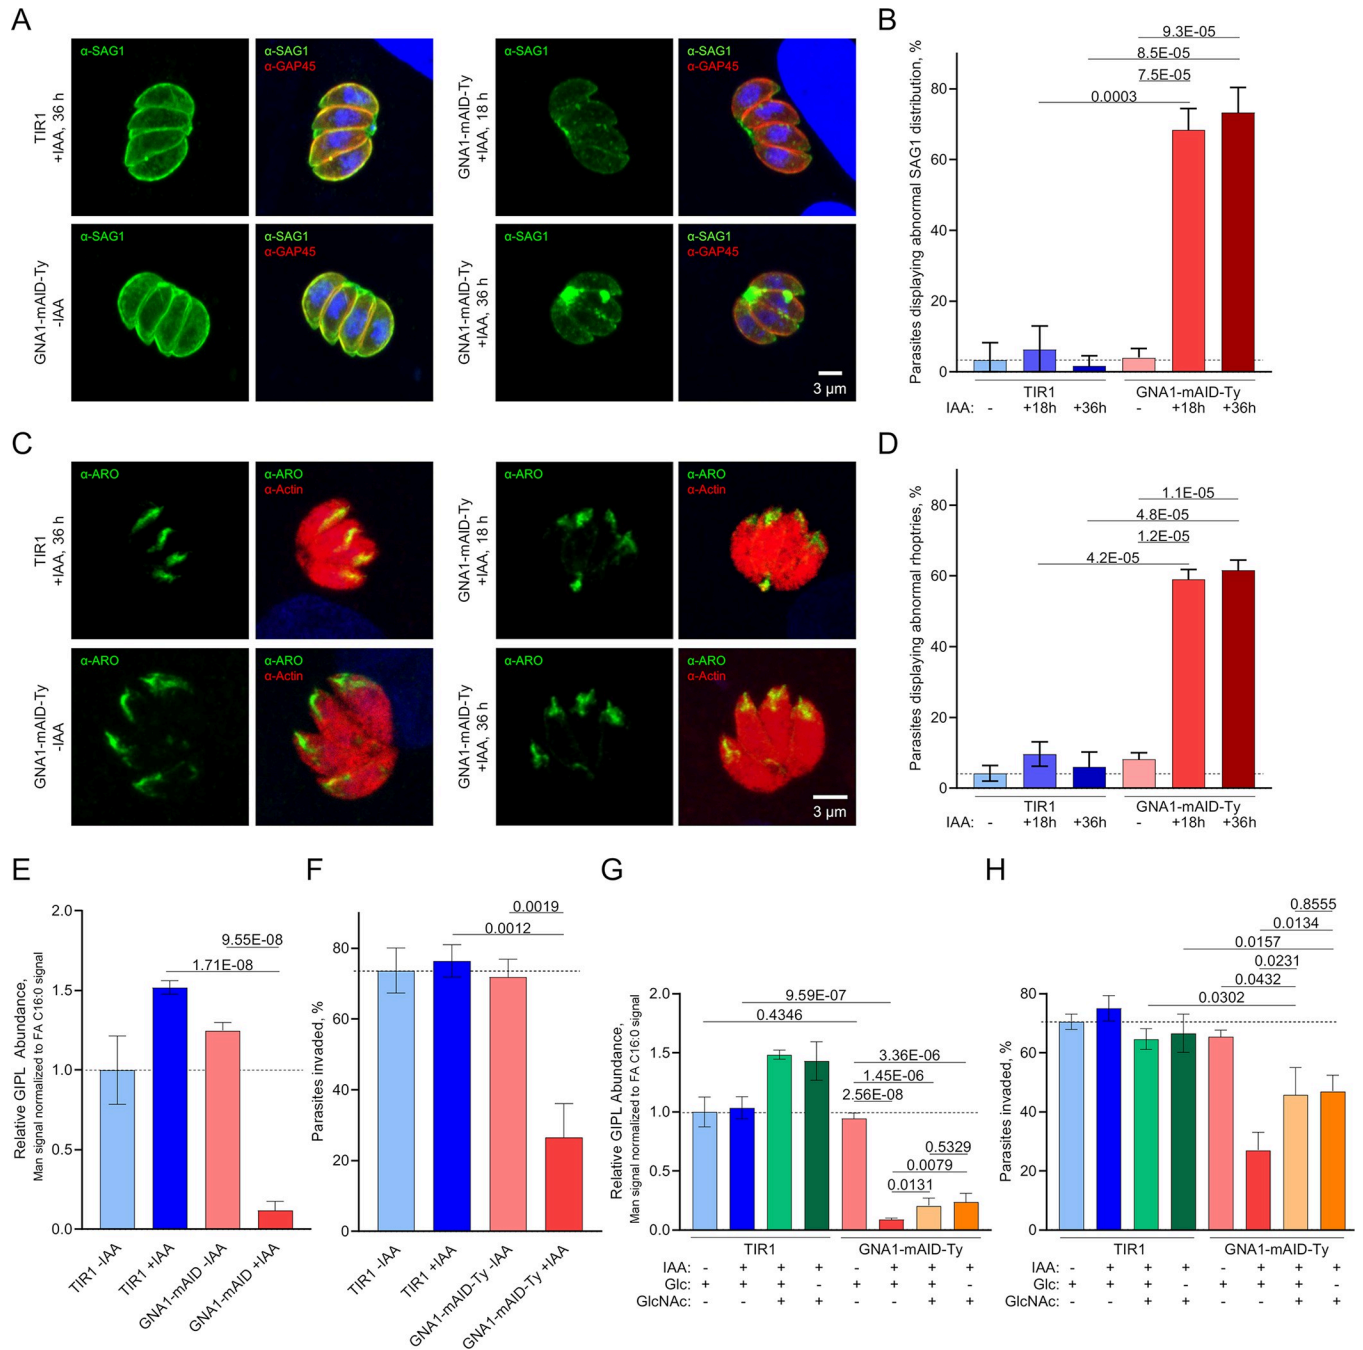 A
α-SAG1
α-SAG1
α-GAP45
TIR1
+IAA, 36 h
α-SAG1
α-SAG1
α-GAP45
GNA1-mAID-Ty
+IAA, 18 h
α-SAG1
α-SAG1
α-GAP45
GNA1-mAID-Ty
-IAA
α-SAG1
α-SAG1
α-GAP45
GNA1-mAID-Ty
+IAA, 36 h
3 µm
B
Parasites displaying abnormal SAG1 distribution, %
80
60
40
20
0
9.3E-05
8.5E-05
7.5E-05
0.0003
TIR1
GNA1-mAID-Ty
IAA: - +18h +36h - +18h +36h
C
α-ARO
α-ARO
α-Actin
TIR1
+IAA, 36 h
α-ARO
α-ARO
α-Actin
GNA1-mAID-Ty
+IAA, 18 h
α-ARO
α-ARO
α-Actin
GNA1-mAID-Ty
-IAA
α-ARO
α-ARO
α-Actin
GNA1-mAID-Ty
+IAA, 36 h
3 µm
D
Parasites displaying abnormal rhoptries, %
80
60
40
20
0
1.1E-05
4.8E-05
1.2E-05
4.2E-05
TIR1
GNA1-mAID-Ty
IAA: - +18h +36h - +18h +36h
E
Relative GIPL Abundance,
Man signal normalized to FA C16:0 signal
2.0
1.5
1.0
0.5
0.0
9.55E-08
1.71E-08
TIR1 -IAA
TIR1 +IAA
GNA1-mAID -IAA
GNA1-mAID +IAA
F
Parasites invaded, %
80
60
40
20
0
0.0019
0.0012
TIR1 -IAA
TIR1 +IAA
GNA1-mAID-Ty -IAA
GNA1-mAID-Ty +IAA
G
Relative GIPL Abundance,
Man signal normalized to FA C16:0 signal
2.0
1.5
1.0
0.5
0.0
9.59E-07
0.4346
3.36E-06
1.45E-06
2.56E-08
0.5329
0.0079
0.0131
TIR1
GNA1-mAID-Ty
IAA: - + + + - + + +
Glc: + + + - + + + -
GlcNAc: - - + + - - + +
H
Parasites invaded, %
80
60
40
20
0
0.8555
0.0134
0.0157
0.0231
0.0432
0.0302
TIR1
GNA1-mAID-Ty
IAA: - + + + - + + +
Glc: + + + - + + + -
GlcNAc: - - + + - - + +